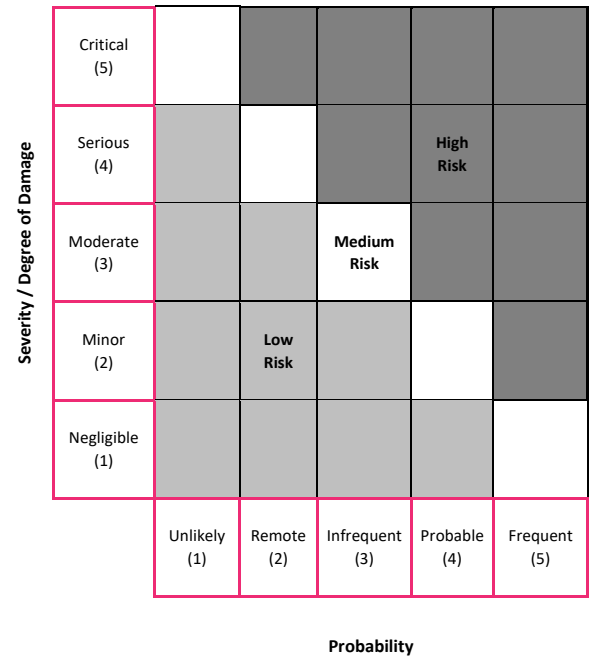 Severity / Degree of Damage
Critical
(5)
Serious
(4)
High
Risk
Moderate
(3)
Medium
Risk
Minor
(2)
Low
Risk
Negligible
(1)
Unlikely
(1)
Remote
(2)
Infrequent
(3)
Probable
(4)
Frequent
(5)
Probability